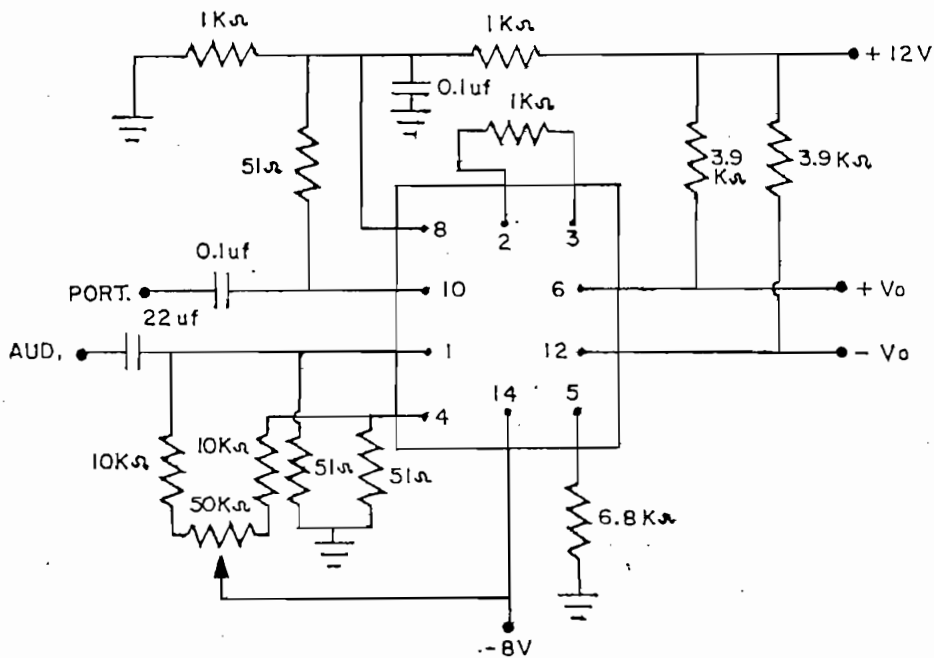 1KΩ
1KΩ
+12V
0.1uf
1KΩ
51Ω
3.9
KΩ
3.9KΩ
8
2
3
0.1uf
PORT.
10
6
+Vo
22uf
AUD,
1
12
-Vo
14
5
4
10KΩ
10KΩ
51Ω
51Ω
50KΩ
6.8KΩ
-8V